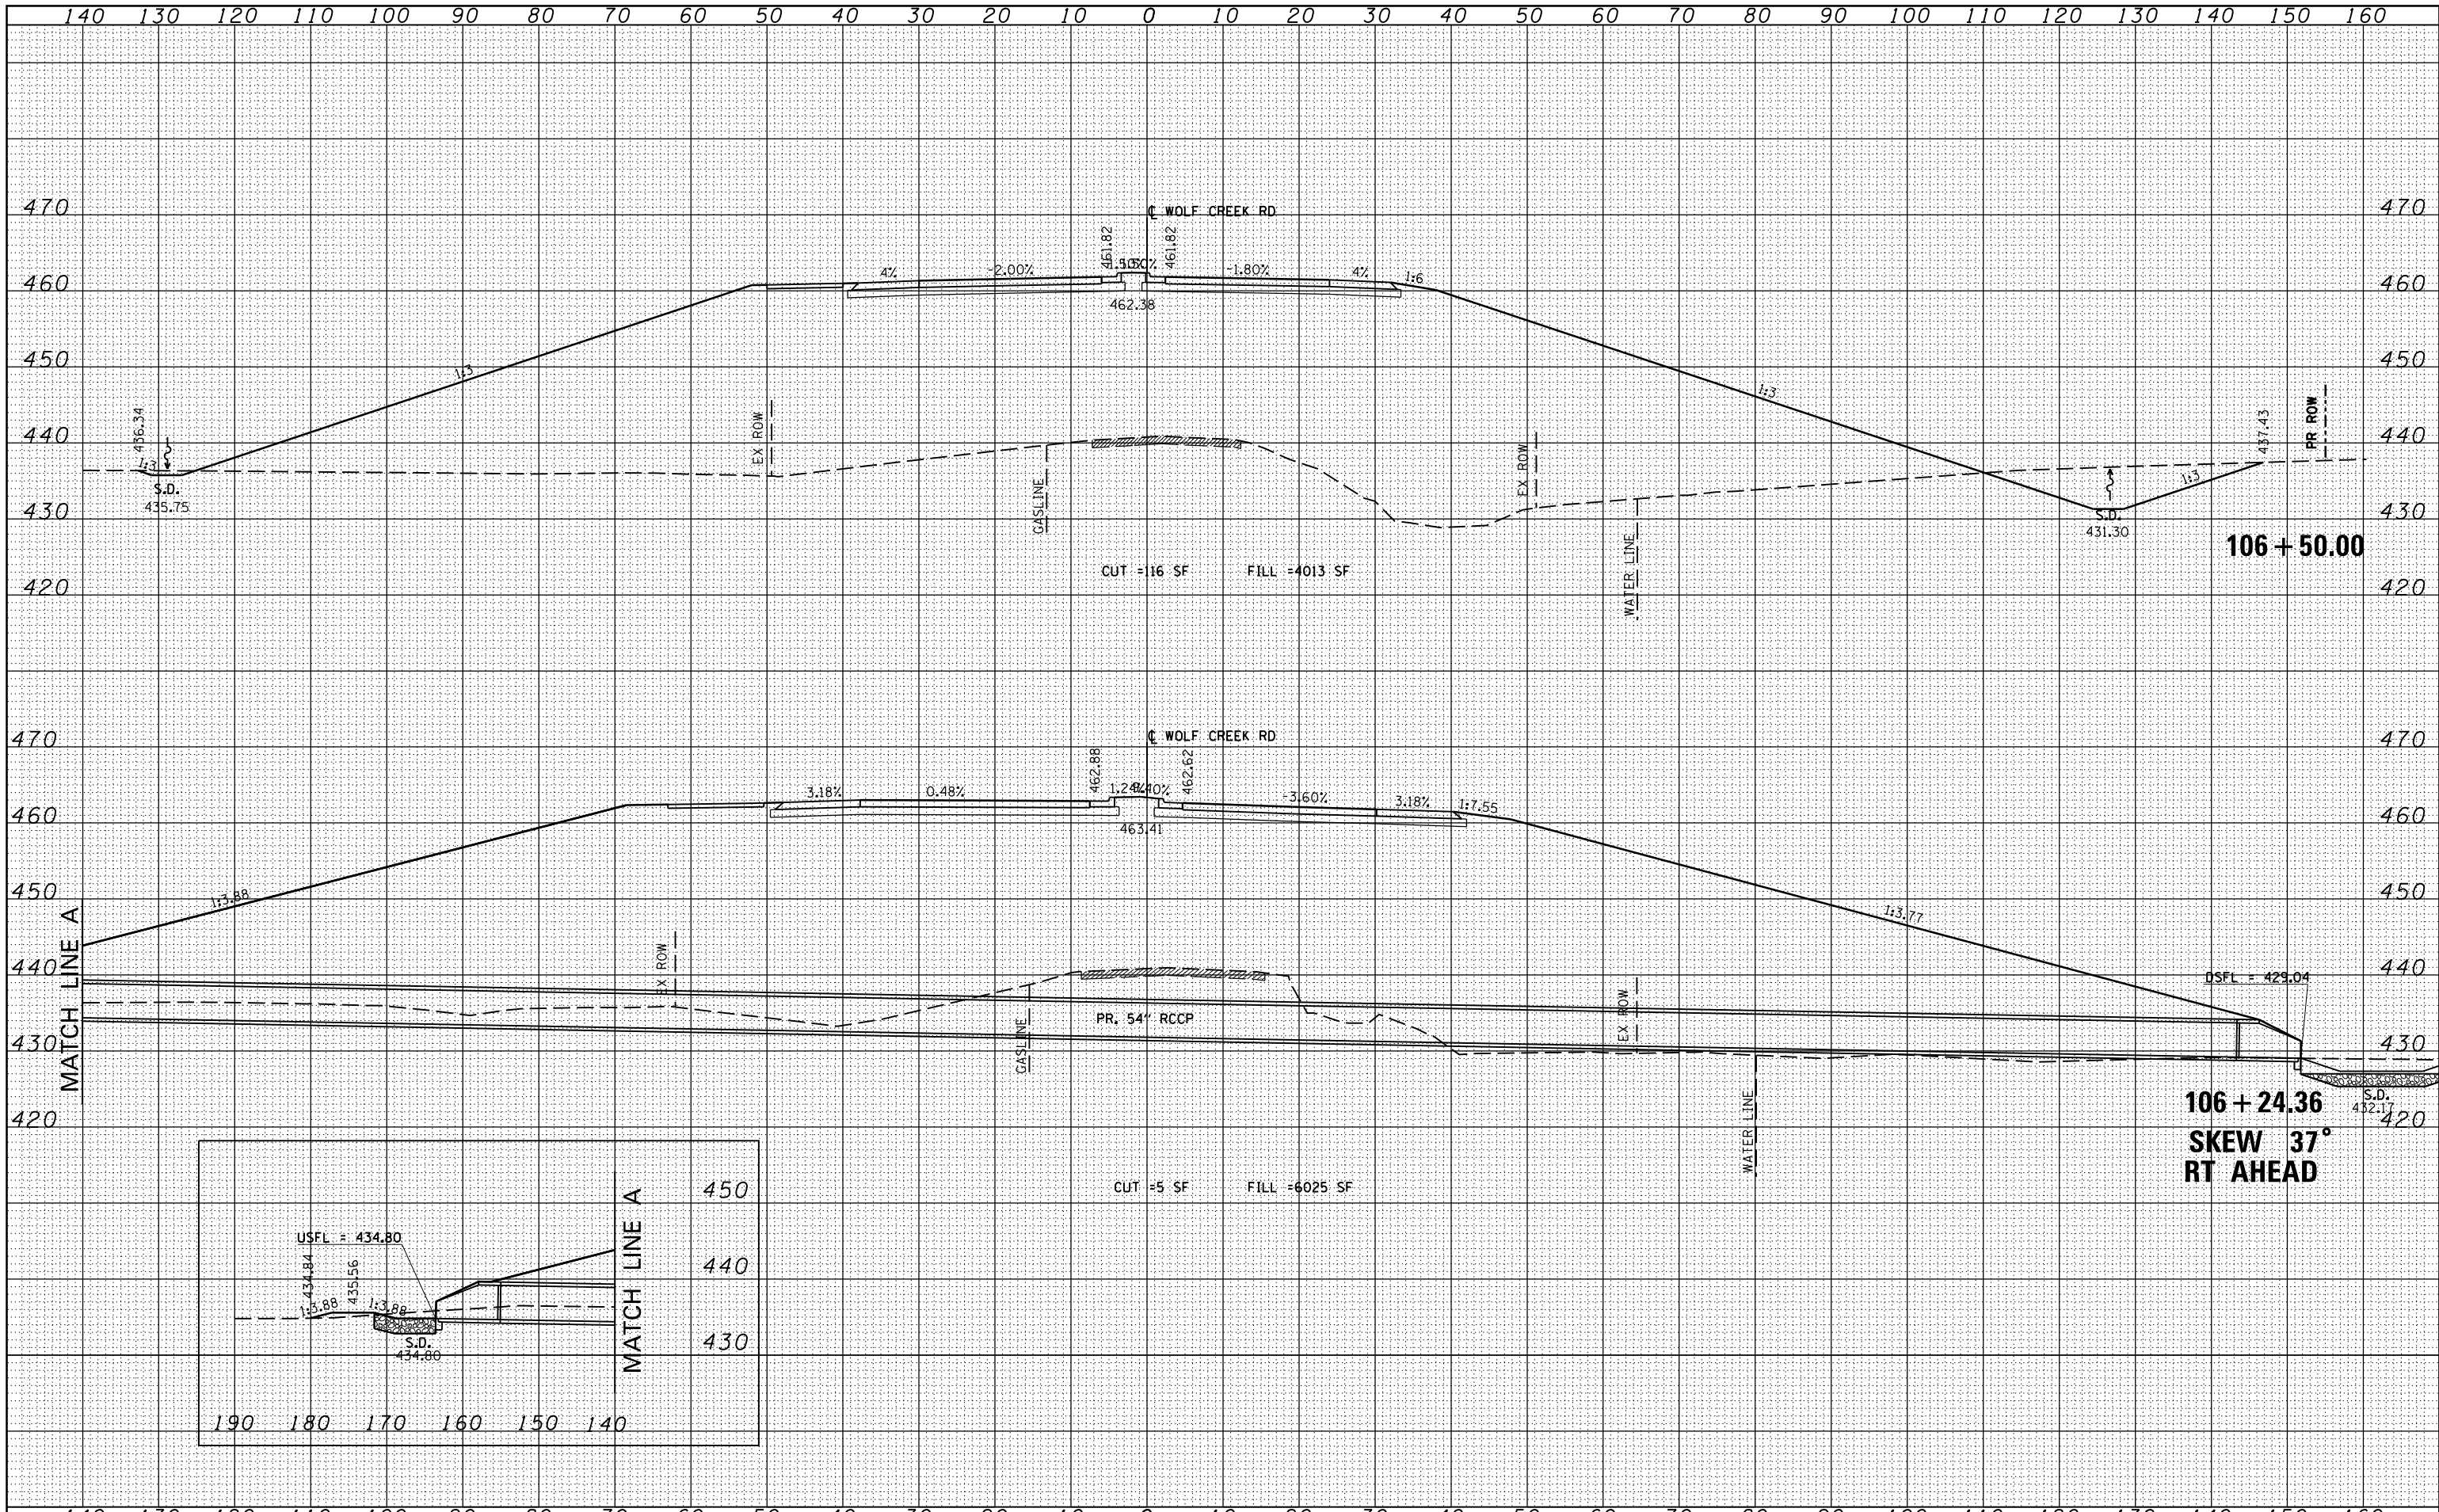 140 130 120 110 100 90 80 70 60 50 40 30 20 10 0 10 20 30 40 50 60 70 80 90 100 110 120 130 140 150 160
470 ℄ WOLF CREEK RD 470
461.82 461.82
4% -2.00% -1.80% 4% 1:6
460 460
462.38
450 450
1:3 1:3
436.34 EX ROW EX ROW 437.43 PR ROW
440 440
1:3 1:3
S.D.
435.75
GASLINE
430 430
S.D.
431.30
WATER LINE
106+50.00
CUT =116 SF FILL =4013 SF
420 420
470 ℄ WOLF CREEK RD 470
462.88 462.62
3.18% 0.48% 1.24% -3.60% 3.18% 1:7.55
460 460
463.41
450 450
1:3.88 1:3.77
MATCH LINE A
EX ROW EX ROW
440 440
DSFL = 429.04
PR. 54" RCCP
GASLINE
430 430
WATER LINE
S.D.
432.17
420
420
106+24.36
SKEW 37°
RT AHEAD
CUT =5 SF FILL =6025 SF
450
MATCH LINE A
USFL = 434.80
434.84 435.56
440
1:3.88 1:3.88
S.D.
434.80
430
190 180 170 160 150 140